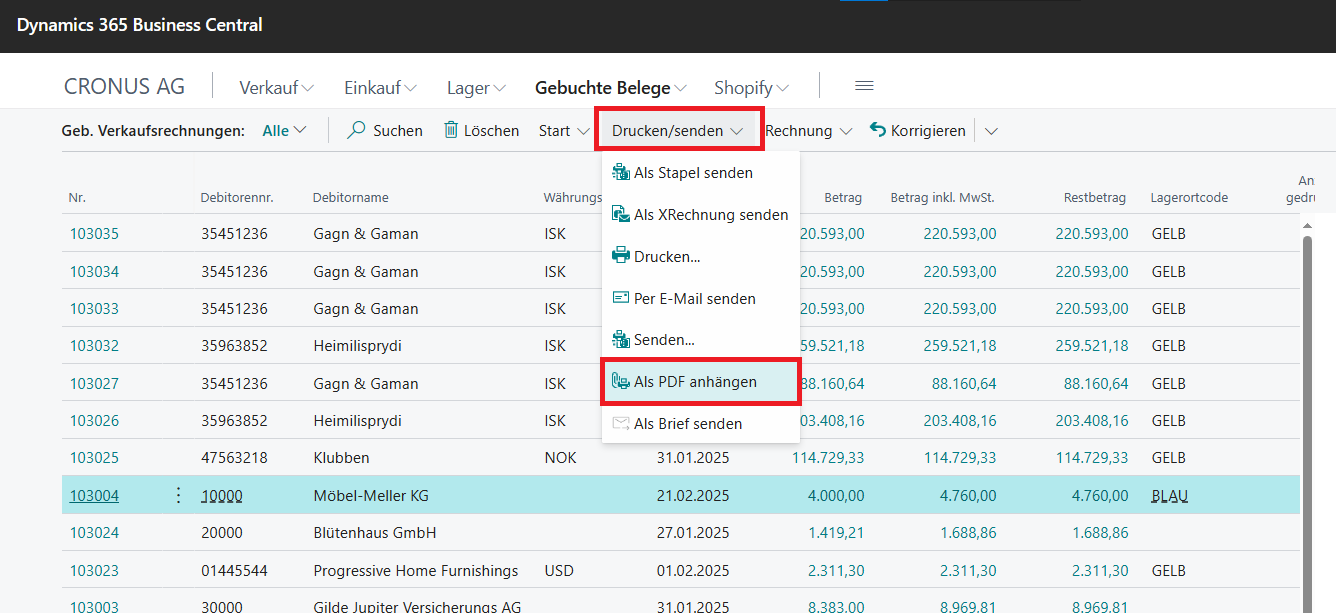 Dynamics 365 Business Central
CRONUS AG Verkauf Einkauf Lager Gebuchte Belege Shopify
Geb. Verkaufsrechnungen: Alle Suchen Löschen Start Drucken/senden Rechnung Korrigieren
Als Stapel senden
Als XRechnung senden
Drucken...
Per E-Mail senden
Senden...
Als PDF anhängen
Als Brief senden
An
Nr. Debitorennr. Debitorname Währungs Betrag Betrag inkl. MwSt. Restbetrag Lagerortcode gedru
103035 35451236 Gagn & Gaman ISK 20.593,00 220.593,00 220.593,00 GELB
103034 35451236 Gagn & Gaman ISK 20.593,00 220.593,00 220.593,00 GELB
103033 35451236 Gagn & Gaman ISK 20.593,00 220.593,00 220.593,00 GELB
103032 35963852 Heimilisprydi ISK 59.521,18 259.521,18 259.521,18 GELB
103027 35451236 Gagn & Gaman ISK 88.160,64 88.160,64 88.160,64 GELB
103026 35963852 Heimilisprydi ISK 03.408,16 203.408,16 203.408,16 GELB
103025 47563218 Klubben NOK 31.01.2025 114.729,33 114.729,33 114.729,33 GELB
103004 10000 Möbel-Meller KG 21.02.2025 4.000,00 4.760,00 4.760,00 BLAU
103024 20000 Blütenhaus GmbH 27.01.2025 1.419,21 1.688,86 1.688,86
103023 01445544 Progressive Home Furnishings USD 01.02.2025 2.311,30 2.311,30 2.311,30 GELB
103003 30000 Gilde Jupiter Versicherungs AG 31.01.2025 8.383,00 8.969,81 8.969,81